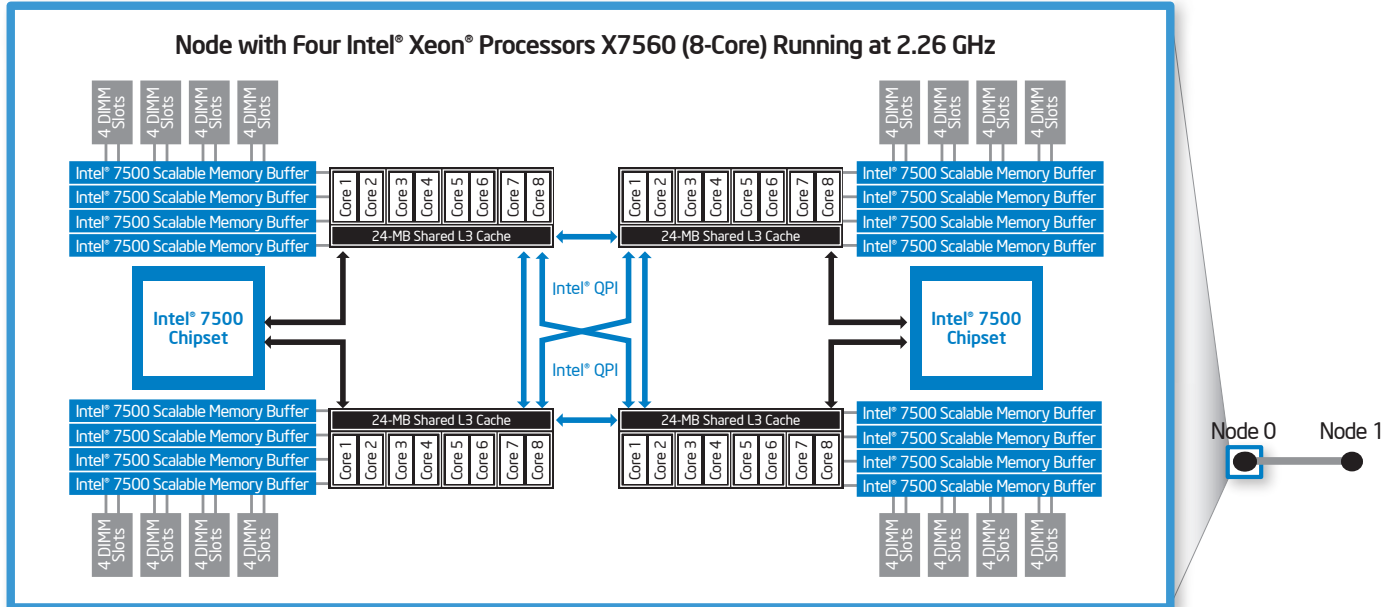 Node with Four Intel® Xeon® Processors X7560 (8-Core) Running at 2.26 GHz
4 DIMM Slots
4 DIMM Slots
4 DIMM Slots
4 DIMM Slots
4 DIMM Slots
4 DIMM Slots
4 DIMM Slots
4 DIMM Slots
Intel® 7500 Scalable Memory Buffer
Intel® 7500 Scalable Memory Buffer
Intel® 7500 Scalable Memory Buffer
Intel® 7500 Scalable Memory Buffer
Core 1
Core 2
Core 3
Core 4
Core 5
Core 6
Core 7
Core 8
24-MB Shared L3 Cache
Core 1
Core 2
Core 3
Core 4
Core 5
Core 6
Core 7
Core 8
24-MB Shared L3 Cache
Intel® 7500 Scalable Memory Buffer
Intel® 7500 Scalable Memory Buffer
Intel® 7500 Scalable Memory Buffer
Intel® 7500 Scalable Memory Buffer
Intel® 7500
Chipset
Intel® QPI
Intel® QPI
Intel® 7500
Chipset
Intel® 7500 Scalable Memory Buffer
Intel® 7500 Scalable Memory Buffer
Intel® 7500 Scalable Memory Buffer
Intel® 7500 Scalable Memory Buffer
24-MB Shared L3 Cache
Core 1
Core 2
Core 3
Core 4
Core 5
Core 6
Core 7
Core 8
24-MB Shared L3 Cache
Core 1
Core 2
Core 3
Core 4
Core 5
Core 6
Core 7
Core 8
Intel® 7500 Scalable Memory Buffer
Intel® 7500 Scalable Memory Buffer
Intel® 7500 Scalable Memory Buffer
Intel® 7500 Scalable Memory Buffer
4 DIMM Slots
4 DIMM Slots
4 DIMM Slots
4 DIMM Slots
4 DIMM Slots
4 DIMM Slots
4 DIMM Slots
4 DIMM Slots
Node 0
Node 1